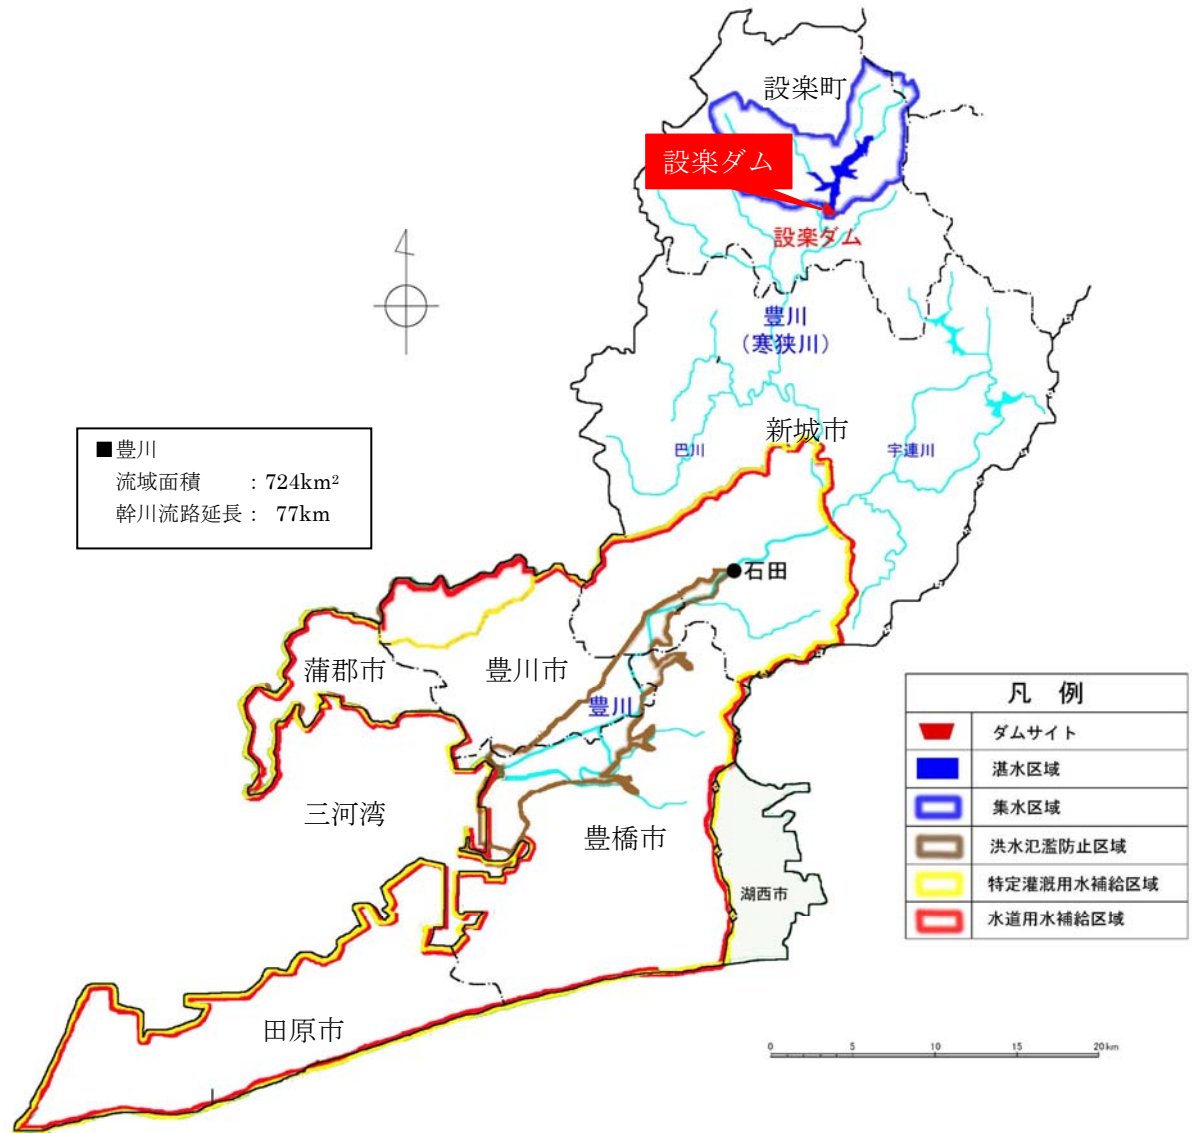 設楽町
設楽ダム
設楽ダム
豊川
（寒狭川）
新城市
巴川
宇連川
■豊川
流域面積　　：724km²
幹川流路延長：　77km
石田
蒲郡市
豊川市
豊川
三河湾
豊橋市
湖西市
田原市
凡　例
ダムサイト
湛水区域
集水区域
洪水氾濫防止区域
特定灌漑用水補給区域
水道用水補給区域
0 5 10 15 20km